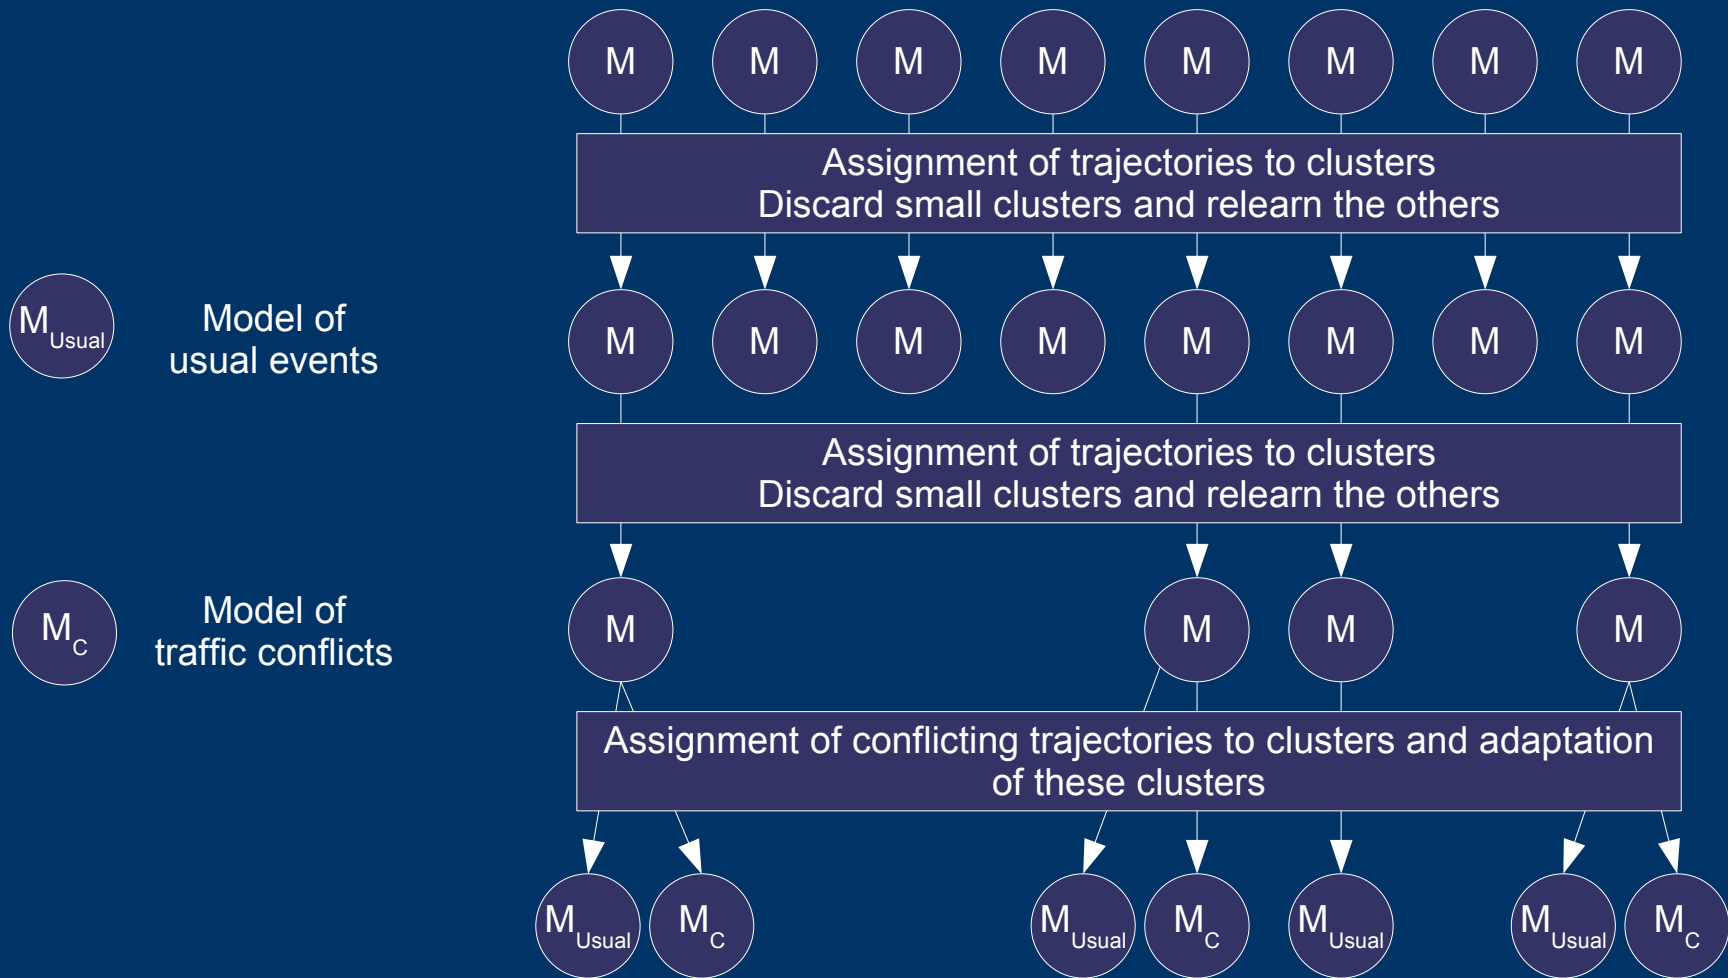 M M M M M M M M
Assignment of trajectories to clusters
Discard small clusters and relearn the others
M_Usual
Model of
usual events
M M M M M M M M
Assignment of trajectories to clusters
Discard small clusters and relearn the others
M_C
Model of
traffic conflicts
M M M M
Assignment of conflicting trajectories to clusters and adaptation
of these clusters
M_Usual M_C M_Usual M_C M_Usual M_Usual M_C